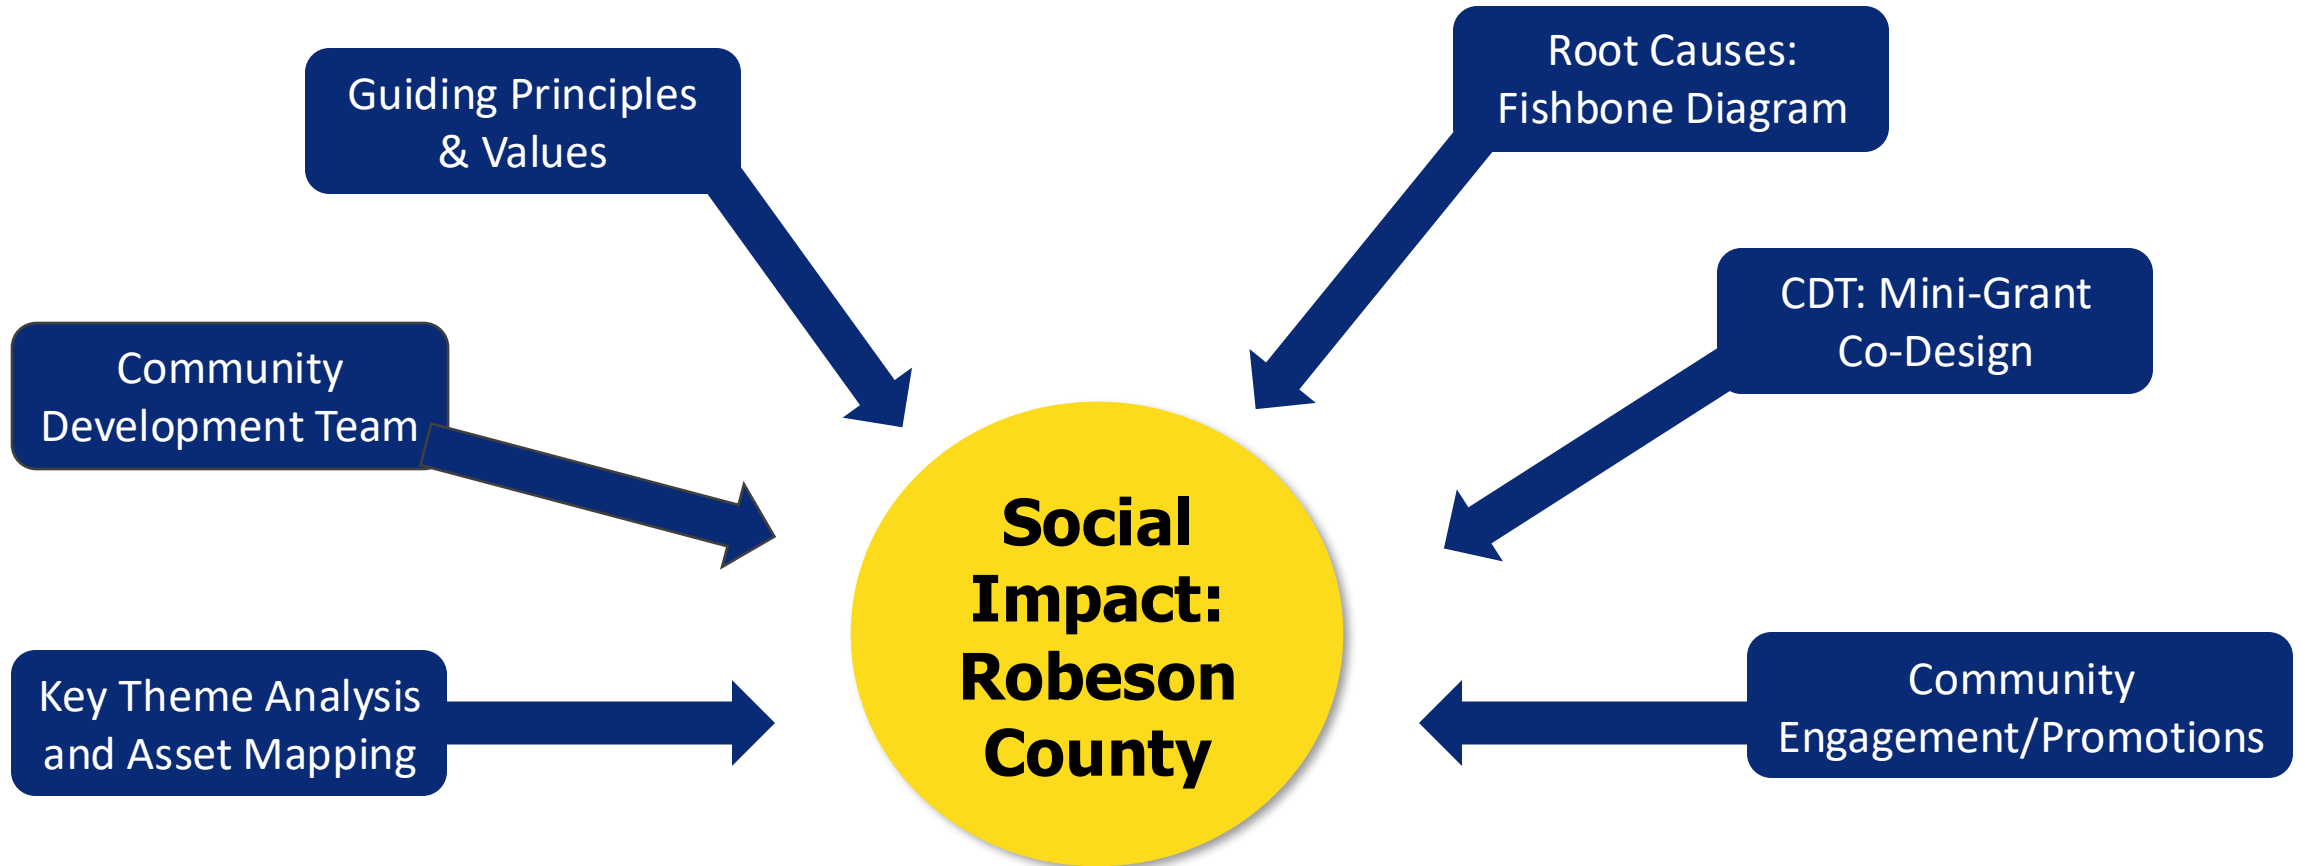 Guiding Principles
& Values
Root Causes:
Fishbone Diagram
Community
Development Team
CDT: Mini-Grant
Co-Design
Key Theme Analysis
and Asset Mapping
Social
Impact:
Robeson
County
Community
Engagement/Promotions